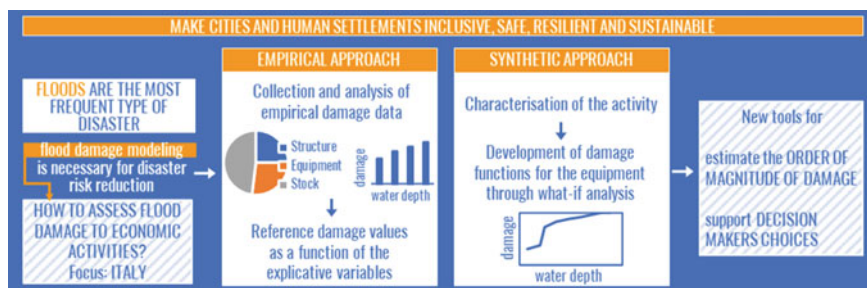 MAKE CITIES AND HUMAN SETTLEMENTS INCLUSIVE, SAFE, RESILIENT AND SUSTAINABLE
FLOODS ARE THE MOST
FREQUENT TYPE OF
DISASTER
flood damage modeling
is necessary for disaster
risk reduction
HOW TO ASSESS FLOOD
DAMAGE TO ECONOMIC
ACTIVITIES?
Focus: ITALY
EMPIRICAL APPROACH
Collection and analysis of
empirical damage data
Structure
Equipment
Stock
damage
water depth
Reference damage values
as a function of the
explicative variables
SYNTHETIC APPROACH
Characterisation of the activity
Development of damage
functions for the equipment
through what-if analysis
damage
water depth
New tools for
estimate the ORDER OF
MAGNITUDE OF DAMAGE
support DECISION
MAKERS CHOICES